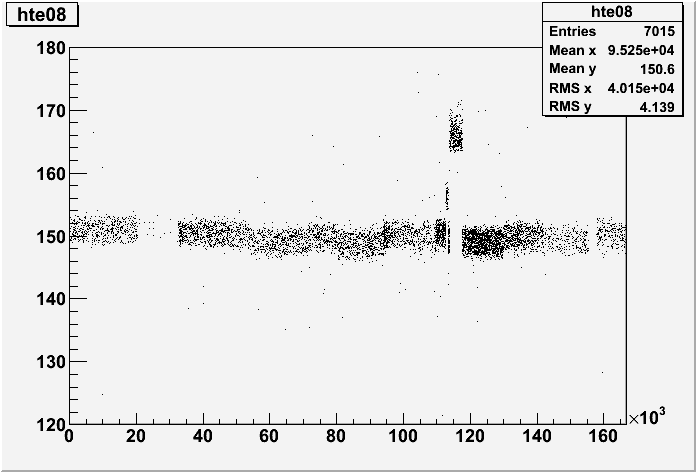 hte08
hte08
Entries 7015
Mean x 9.525e+04
Mean y 150.6
RMS x 4.015e+04
RMS y 4.139
180
170
160
150
140
130
120
0 20 40 60 80 100 120 140 160
×10³